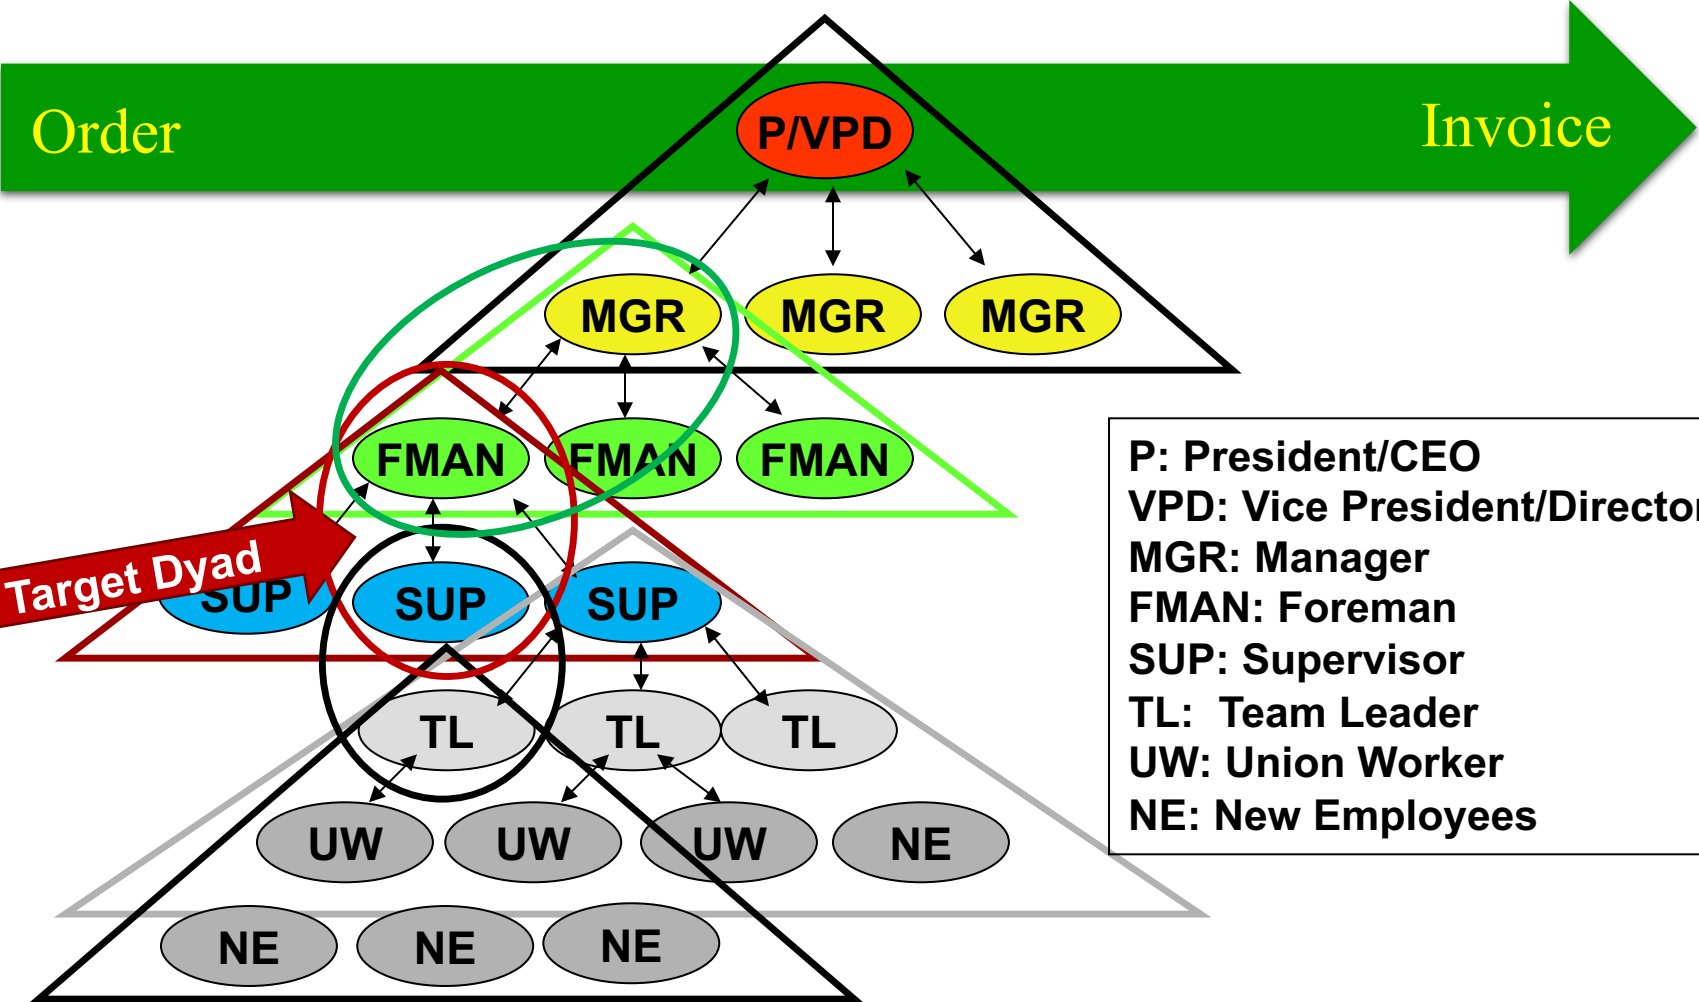 Order
Invoice
P/VPD
MGR MGR MGR
FMAN FMAN FMAN
Target Dyad
SUP SUP SUP
TL TL TL
UW UW UW NE
NE NE NE
P: President/CEO
VPD: Vice President/Director
MGR: Manager
FMAN: Foreman
SUP: Supervisor
TL: Team Leader
UW: Union Worker
NE: New Employees